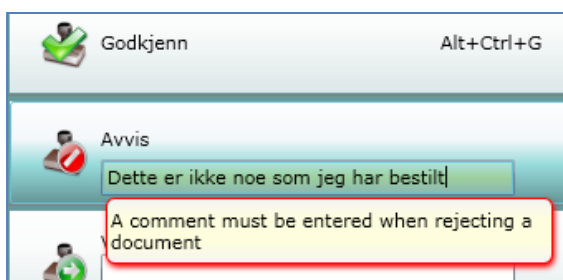 Godkjenn Alt+Ctrl+G
Avvis
Dette er ikke noe som jeg har bestilt
A comment must be entered when rejecting a
document